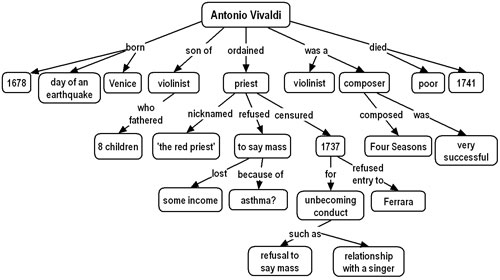 Antonio Vivaldi
born
son of
ordained
was a
died
1678
day of an
earthquake
Venice
violinist
priest
violinist
composer
poor
1741
who
fathered
nicknamed
refused
censured
composed
was
8 children
'the red priest'
to say mass
1737
Four Seasons
very
successful
lost
because of
for
refused
entry to
some income
asthma?
unbecoming
conduct
Ferrara
such as
refusal to
say mass
relationship
with a singer